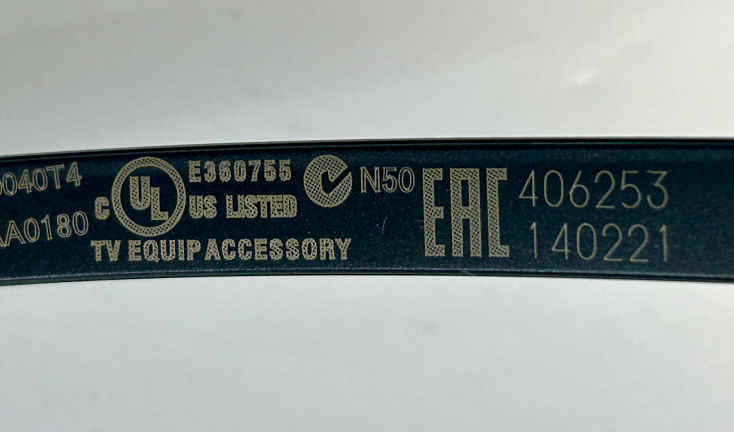 040T4
AA0180
C UL US LISTED
E360755
TV EQUIP ACCESSORY
N50
EAC
406253
140221